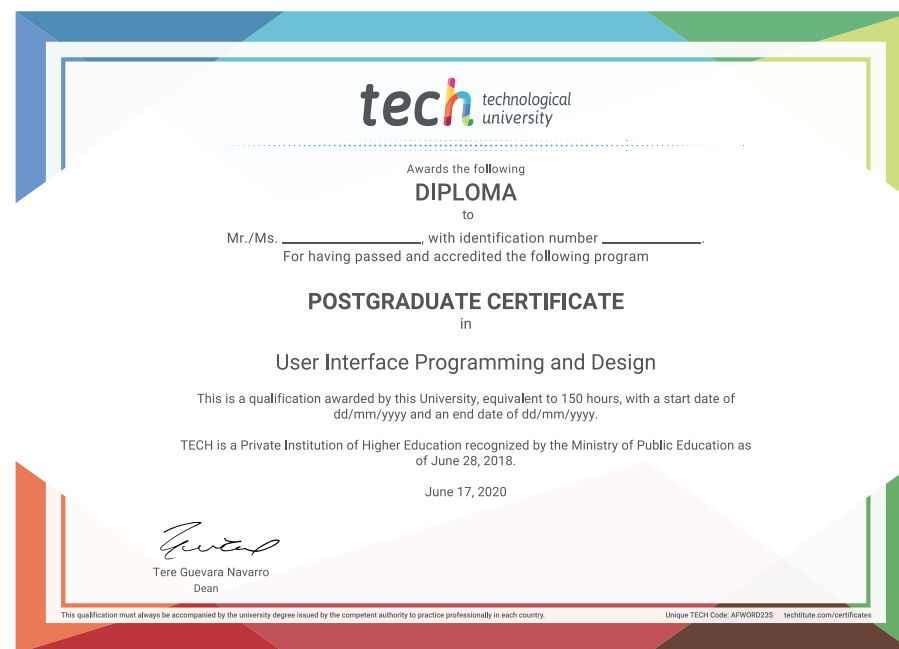 tech technological
university
Awards the following
DIPLOMA
to
Mr./Ms. ____________________, with identification number ______________.
For having passed and accredited the following program
POSTGRADUATE CERTIFICATE
in
User Interface Programming and Design
This is a qualification awarded by this University, equivalent to 150 hours, with a start date of
dd/mm/yyyy and an end date of dd/mm/yyyy.
TECH is a Private Institution of Higher Education recognized by the Ministry of Public Education as
of June 28, 2018.
June 17, 2020
Tere Guevara Navarro
Dean
This qualification must always be accompanied by the university degree issued by the competent authority to practice professionally in each country. Unique TECH Code: AFWORD23S techtitute.com/certificates